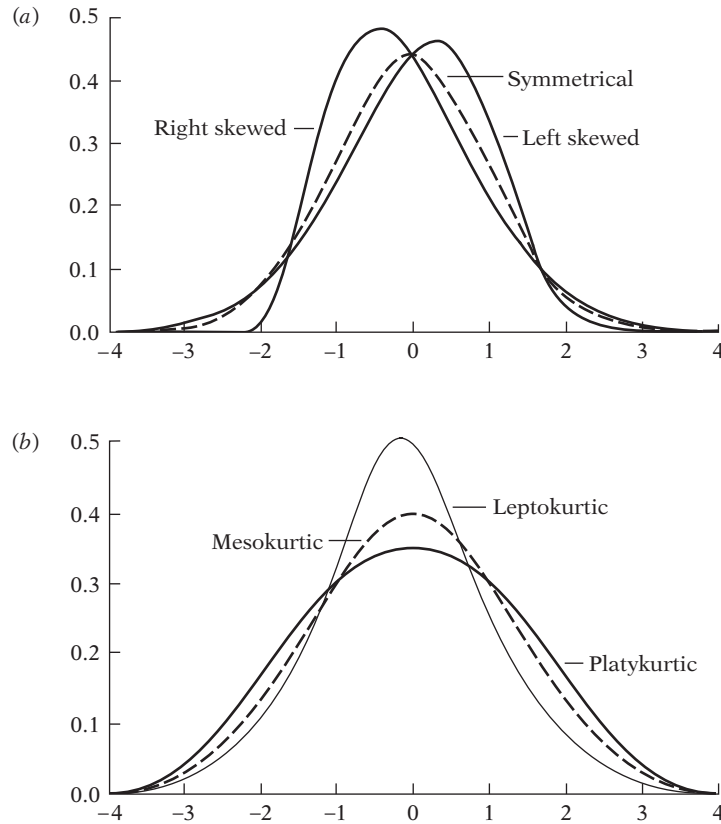 (a)
0.5
0.4
0.3
0.2
0.1
0.0
Symmetrical
Right skewed
Left skewed
–4 –3 –2 –1 0 1 2 3 4
(b)
0.5
0.4
0.3
0.2
0.1
0.0
Leptokurtic
Mesokurtic
Platykurtic
–4 –3 –2 –1 0 1 2 3 4